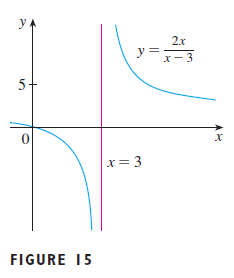 y
y = 2x / x - 3
5
0
x
x = 3
FIGURE 15